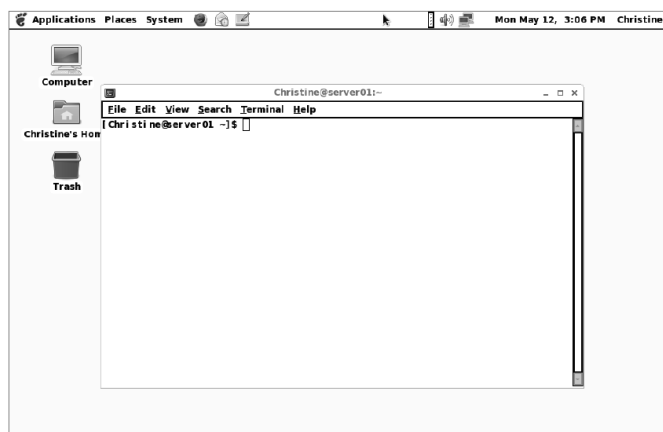 Applications Places System Mon May 12, 3:06 PM Christine
Computer
Christine's Hom
Trash
Christine@server01:~
File Edit View Search Terminal Help
[Christine@server01 ~]$